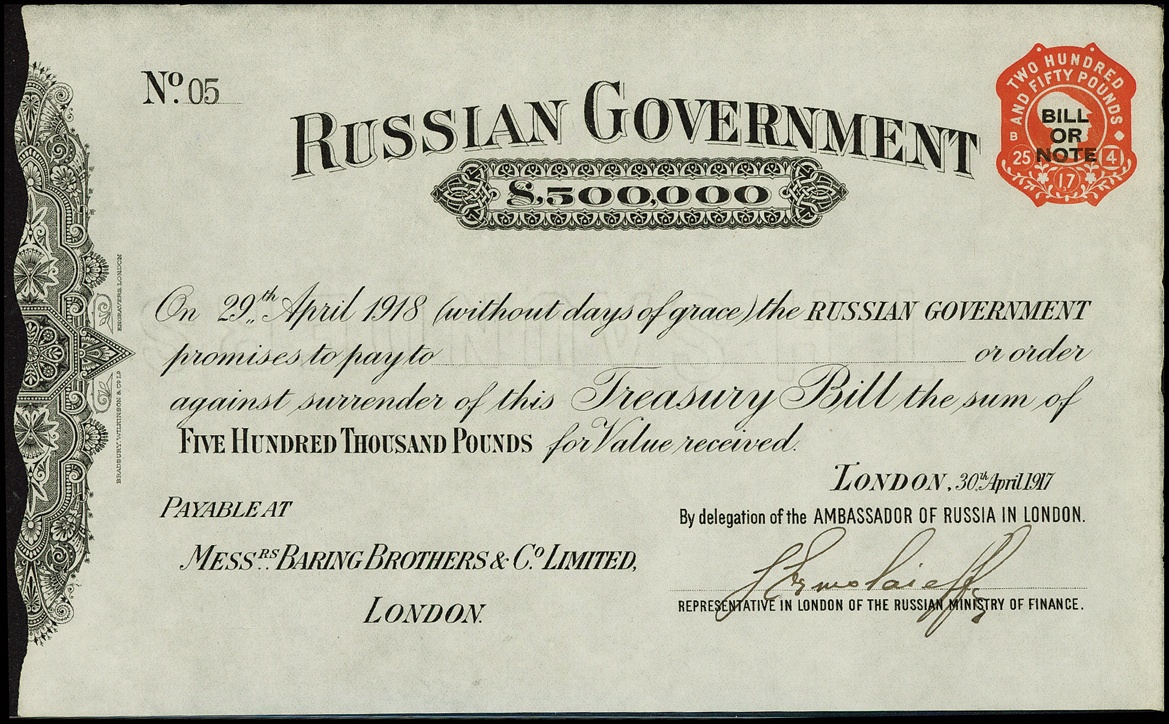 Nº. 05
RUSSIAN GOVERNMENT
£500,000
TWO HUNDRED
AND FIFTY POUNDS
BILL
OR
NOTE
B
25 4
17
On 29th April 1918 (without days of grace) the RUSSIAN GOVERNMENT
promises to pay to or order
against surrender of this Treasury Bill the sum of
FIVE HUNDRED THOUSAND POUNDS for Value received.
LONDON, 30th April 1917
PAYABLE AT
By delegation of the AMBASSADOR OF RUSSIA IN LONDON.
MESSRS. BARING BROTHERS & Cº. LIMITED,
REPRESENTATIVE IN LONDON OF THE RUSSIAN MINISTRY OF FINANCE.
LONDON.
BRADBURY, WILKINSON & Cº Lᴰ
ENGRAVERS, LONDON